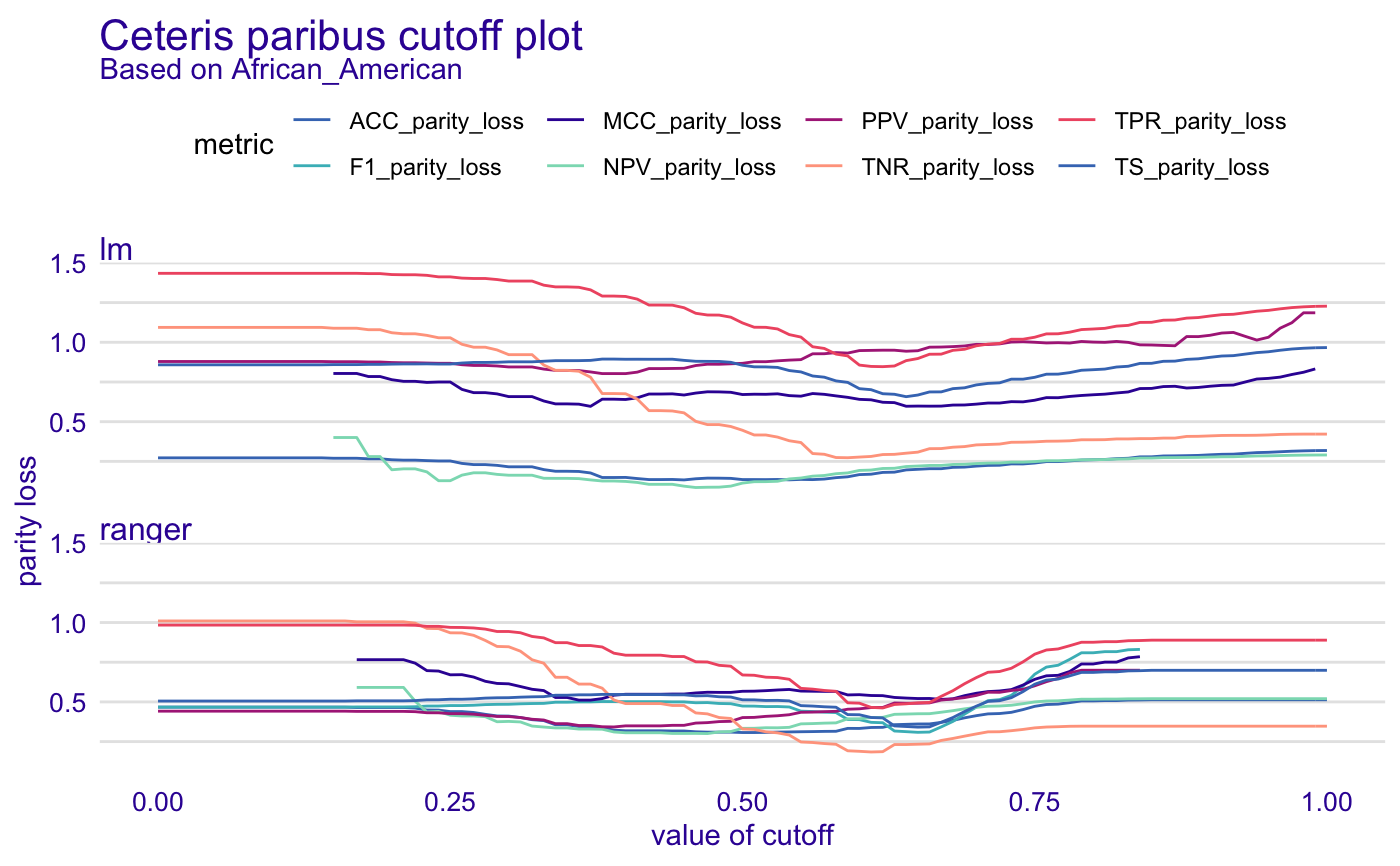 Ceteris paribus cutoff plot
Based on African_American
metric
ACC_parity_loss MCC_parity_loss PPV_parity_loss TPR_parity_loss
F1_parity_loss NPV_parity_loss TNR_parity_loss TS_parity_loss
lm
1.5
1.0
0.5
parity loss
ranger
1.5
1.0
0.5
0.00 0.25 0.50 0.75 1.00
value of cutoff